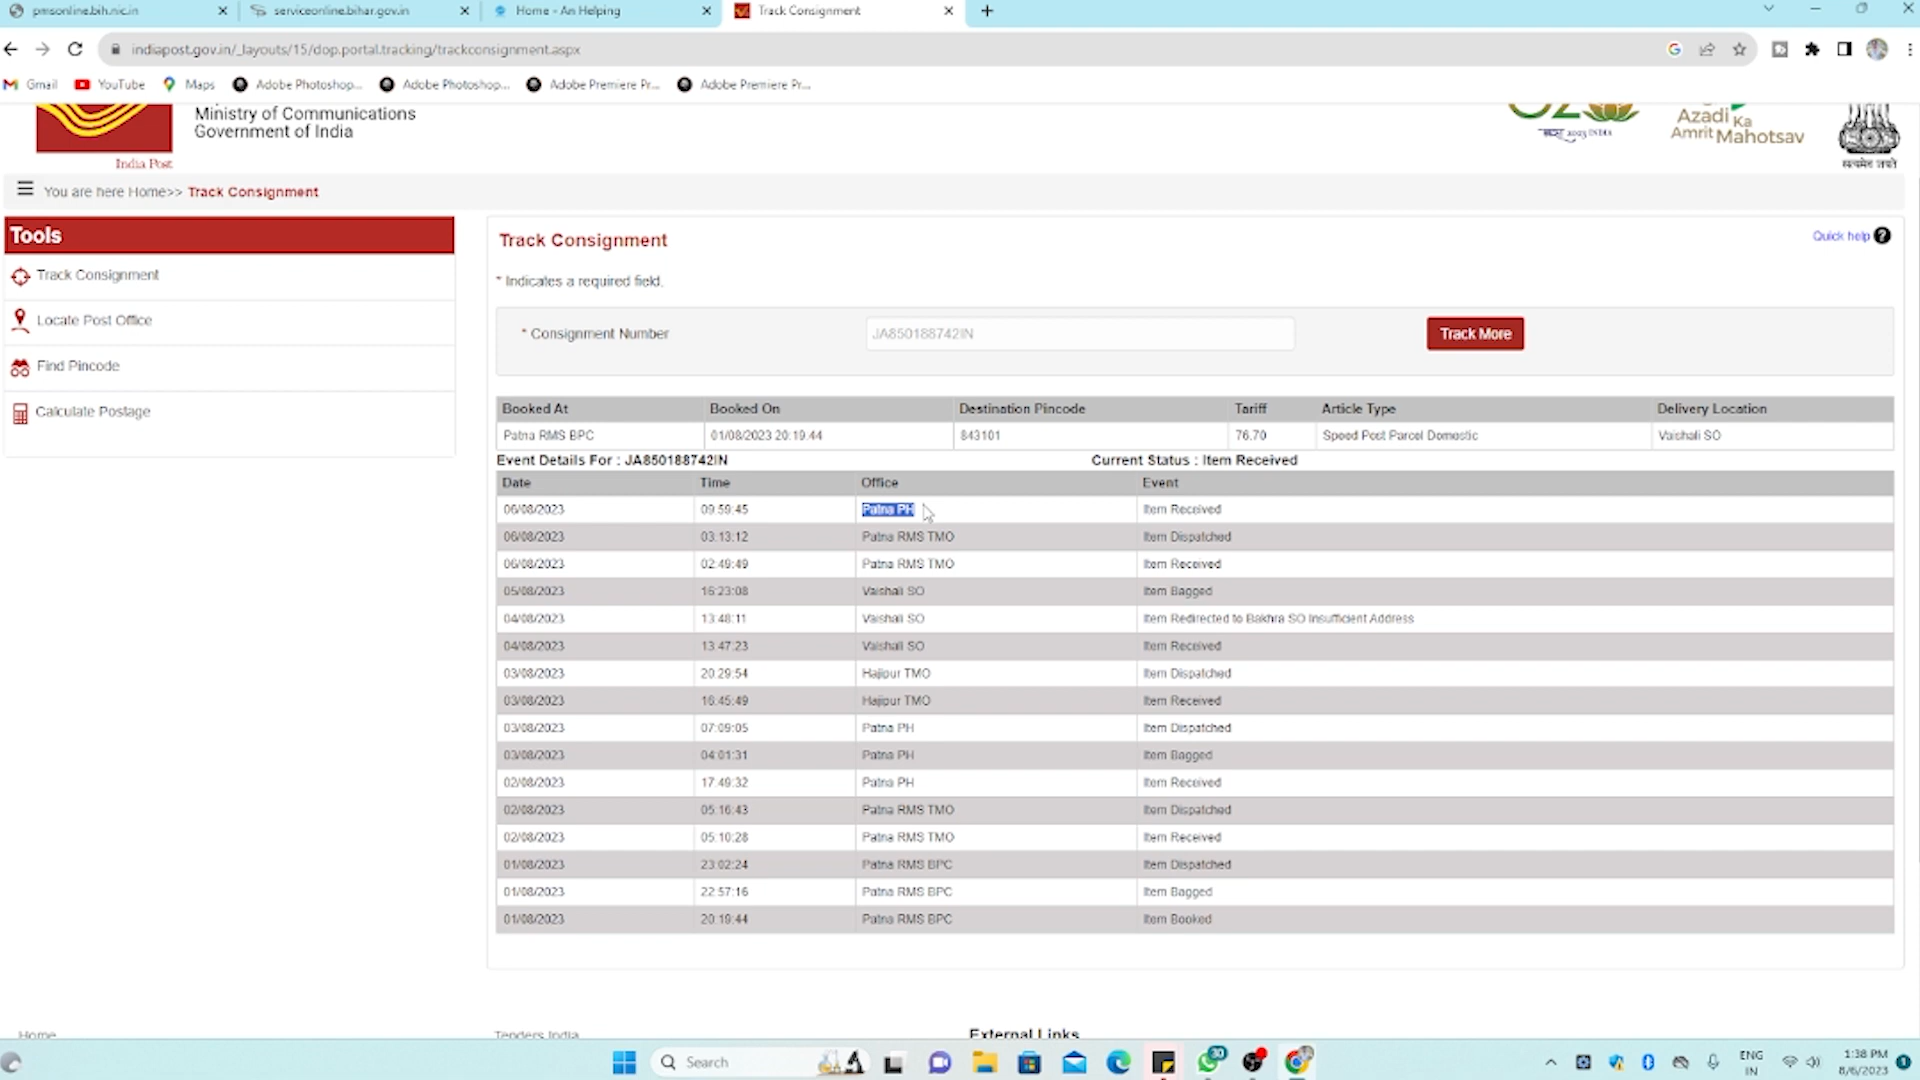 pmsonline.bih.nic.in
serviceonline.bihar.gov.in
Home - An Helping
Track Consignment
indiapost.gov.in/_layouts/15/dop.portal.tracking/trackconsignment.aspx
Gmail YouTube Maps Adobe Photoshop... Adobe Photoshop... Adobe Premiere Pr... Adobe Premiere Pr...
Ministry of Communications
Government of India
India Post
Azadi Ka
Amrit Mahotsav
सत्यमेव जयते
You are here Home>> Track Consignment
Tools
Track Consignment
Locate Post Office
Find Pincode
Calculate Postage
Track Consignment
Quick help ?
* Indicates a required field.
* Consignment Number JA850188742IN Track More
Booked At Booked On Destination Pincode Tariff Article Type Delivery Location
Patna RMS BPC 01/08/2023 20:19:44 843101 76.70 Speed Post Parcel Domestic Vaishali SO
Event Details For : JA850188742IN Current Status : Item Received
Date Time Office Event
06/08/2023 09:59:45 Patna PH Item Received
06/08/2023 03:13:12 Patna RMS TMO Item Dispatched
06/08/2023 02:49:49 Patna RMS TMO Item Received
05/08/2023 16:23:08 Vaishali SO Item Bagged
04/08/2023 13:48:11 Vaishali SO Item Redirected to Bakhra SO Insufficient Address
04/08/2023 13:47:23 Vaishali SO Item Received
03/08/2023 20:29:54 Hajipur TMO Item Dispatched
03/08/2023 16:45:49 Hajipur TMO Item Received
03/08/2023 07:09:05 Patna PH Item Dispatched
03/08/2023 04:01:31 Patna PH Item Bagged
02/08/2023 17:49:32 Patna PH Item Received
02/08/2023 05:16:43 Patna RMS TMO Item Dispatched
02/08/2023 05:10:28 Patna RMS TMO Item Received
01/08/2023 23:02:24 Patna RMS BPC Item Dispatched
01/08/2023 22:57:16 Patna RMS BPC Item Bagged
01/08/2023 20:19:44 Patna RMS BPC Item Booked
Home
Tenders India
External Links
Search
30
ENG
IN
1:38 PM
8/6/2023
1